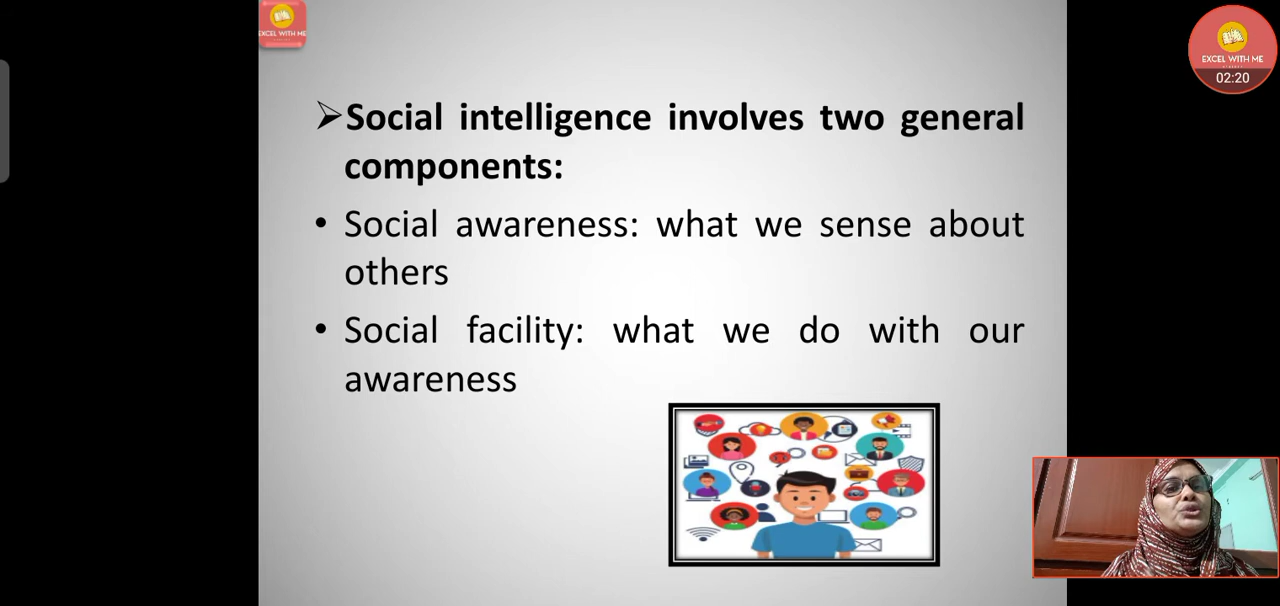 EXCEL WITH ME
EXCEL WITH ME
02:20
➢Social intelligence involves two general
components:
• Social awareness: what we sense about
others
• Social facility: what we do with our
awareness